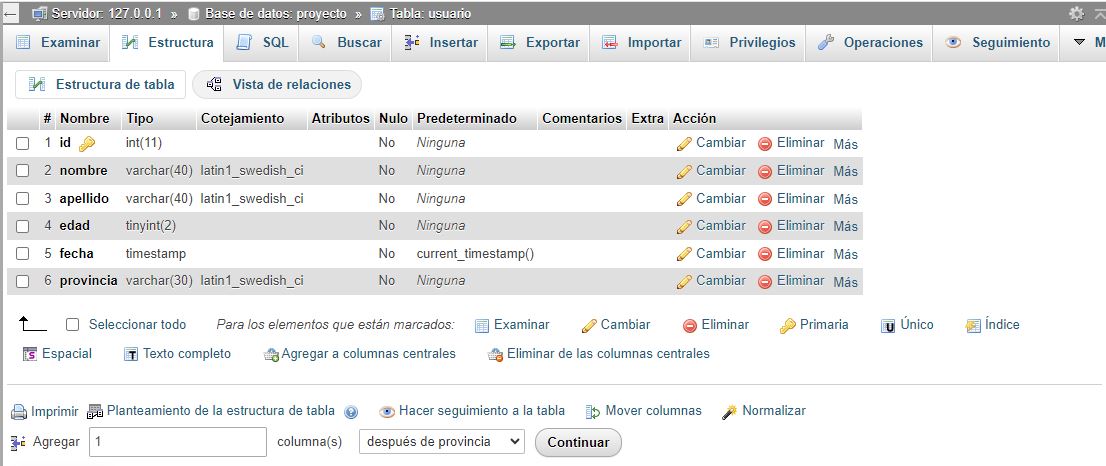 Servidor: 127.0.0.1 » Base de datos: proyecto » Tabla: usuario
Examinar Estructura SQL Buscar Insertar Exportar Importar Privilegios Operaciones Seguimiento M
Estructura de tabla Vista de relaciones
# Nombre Tipo Cotejamiento Atributos Nulo Predeterminado Comentarios Extra Acción
1 id int(11) No Ninguna Cambiar Eliminar Más
2 nombre varchar(40) latin1_swedish_ci No Ninguna Cambiar Eliminar Más
3 apellido varchar(40) latin1_swedish_ci No Ninguna Cambiar Eliminar Más
4 edad tinyint(2) No Ninguna Cambiar Eliminar Más
5 fecha timestamp No current_timestamp() Cambiar Eliminar Más
6 provincia varchar(30) latin1_swedish_ci No Ninguna Cambiar Eliminar Más
Seleccionar todo Para los elementos que están marcados: Examinar Cambiar Eliminar Primaria Único Índice
Espacial Texto completo Agregar a columnas centrales Eliminar de las columnas centrales
Imprimir Planteamiento de la estructura de tabla Hacer seguimiento a la tabla Mover columnas Normalizar
Agregar 1 columna(s) después de provincia Continuar